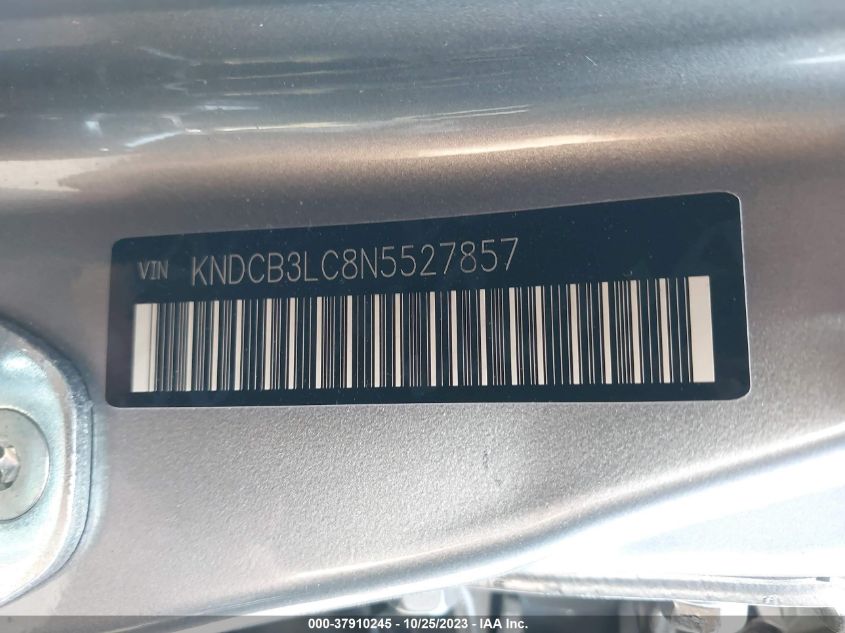 VIN KNDCB3LC8N5527857
000-37910245 - 10/25/2023 - IAA Inc.